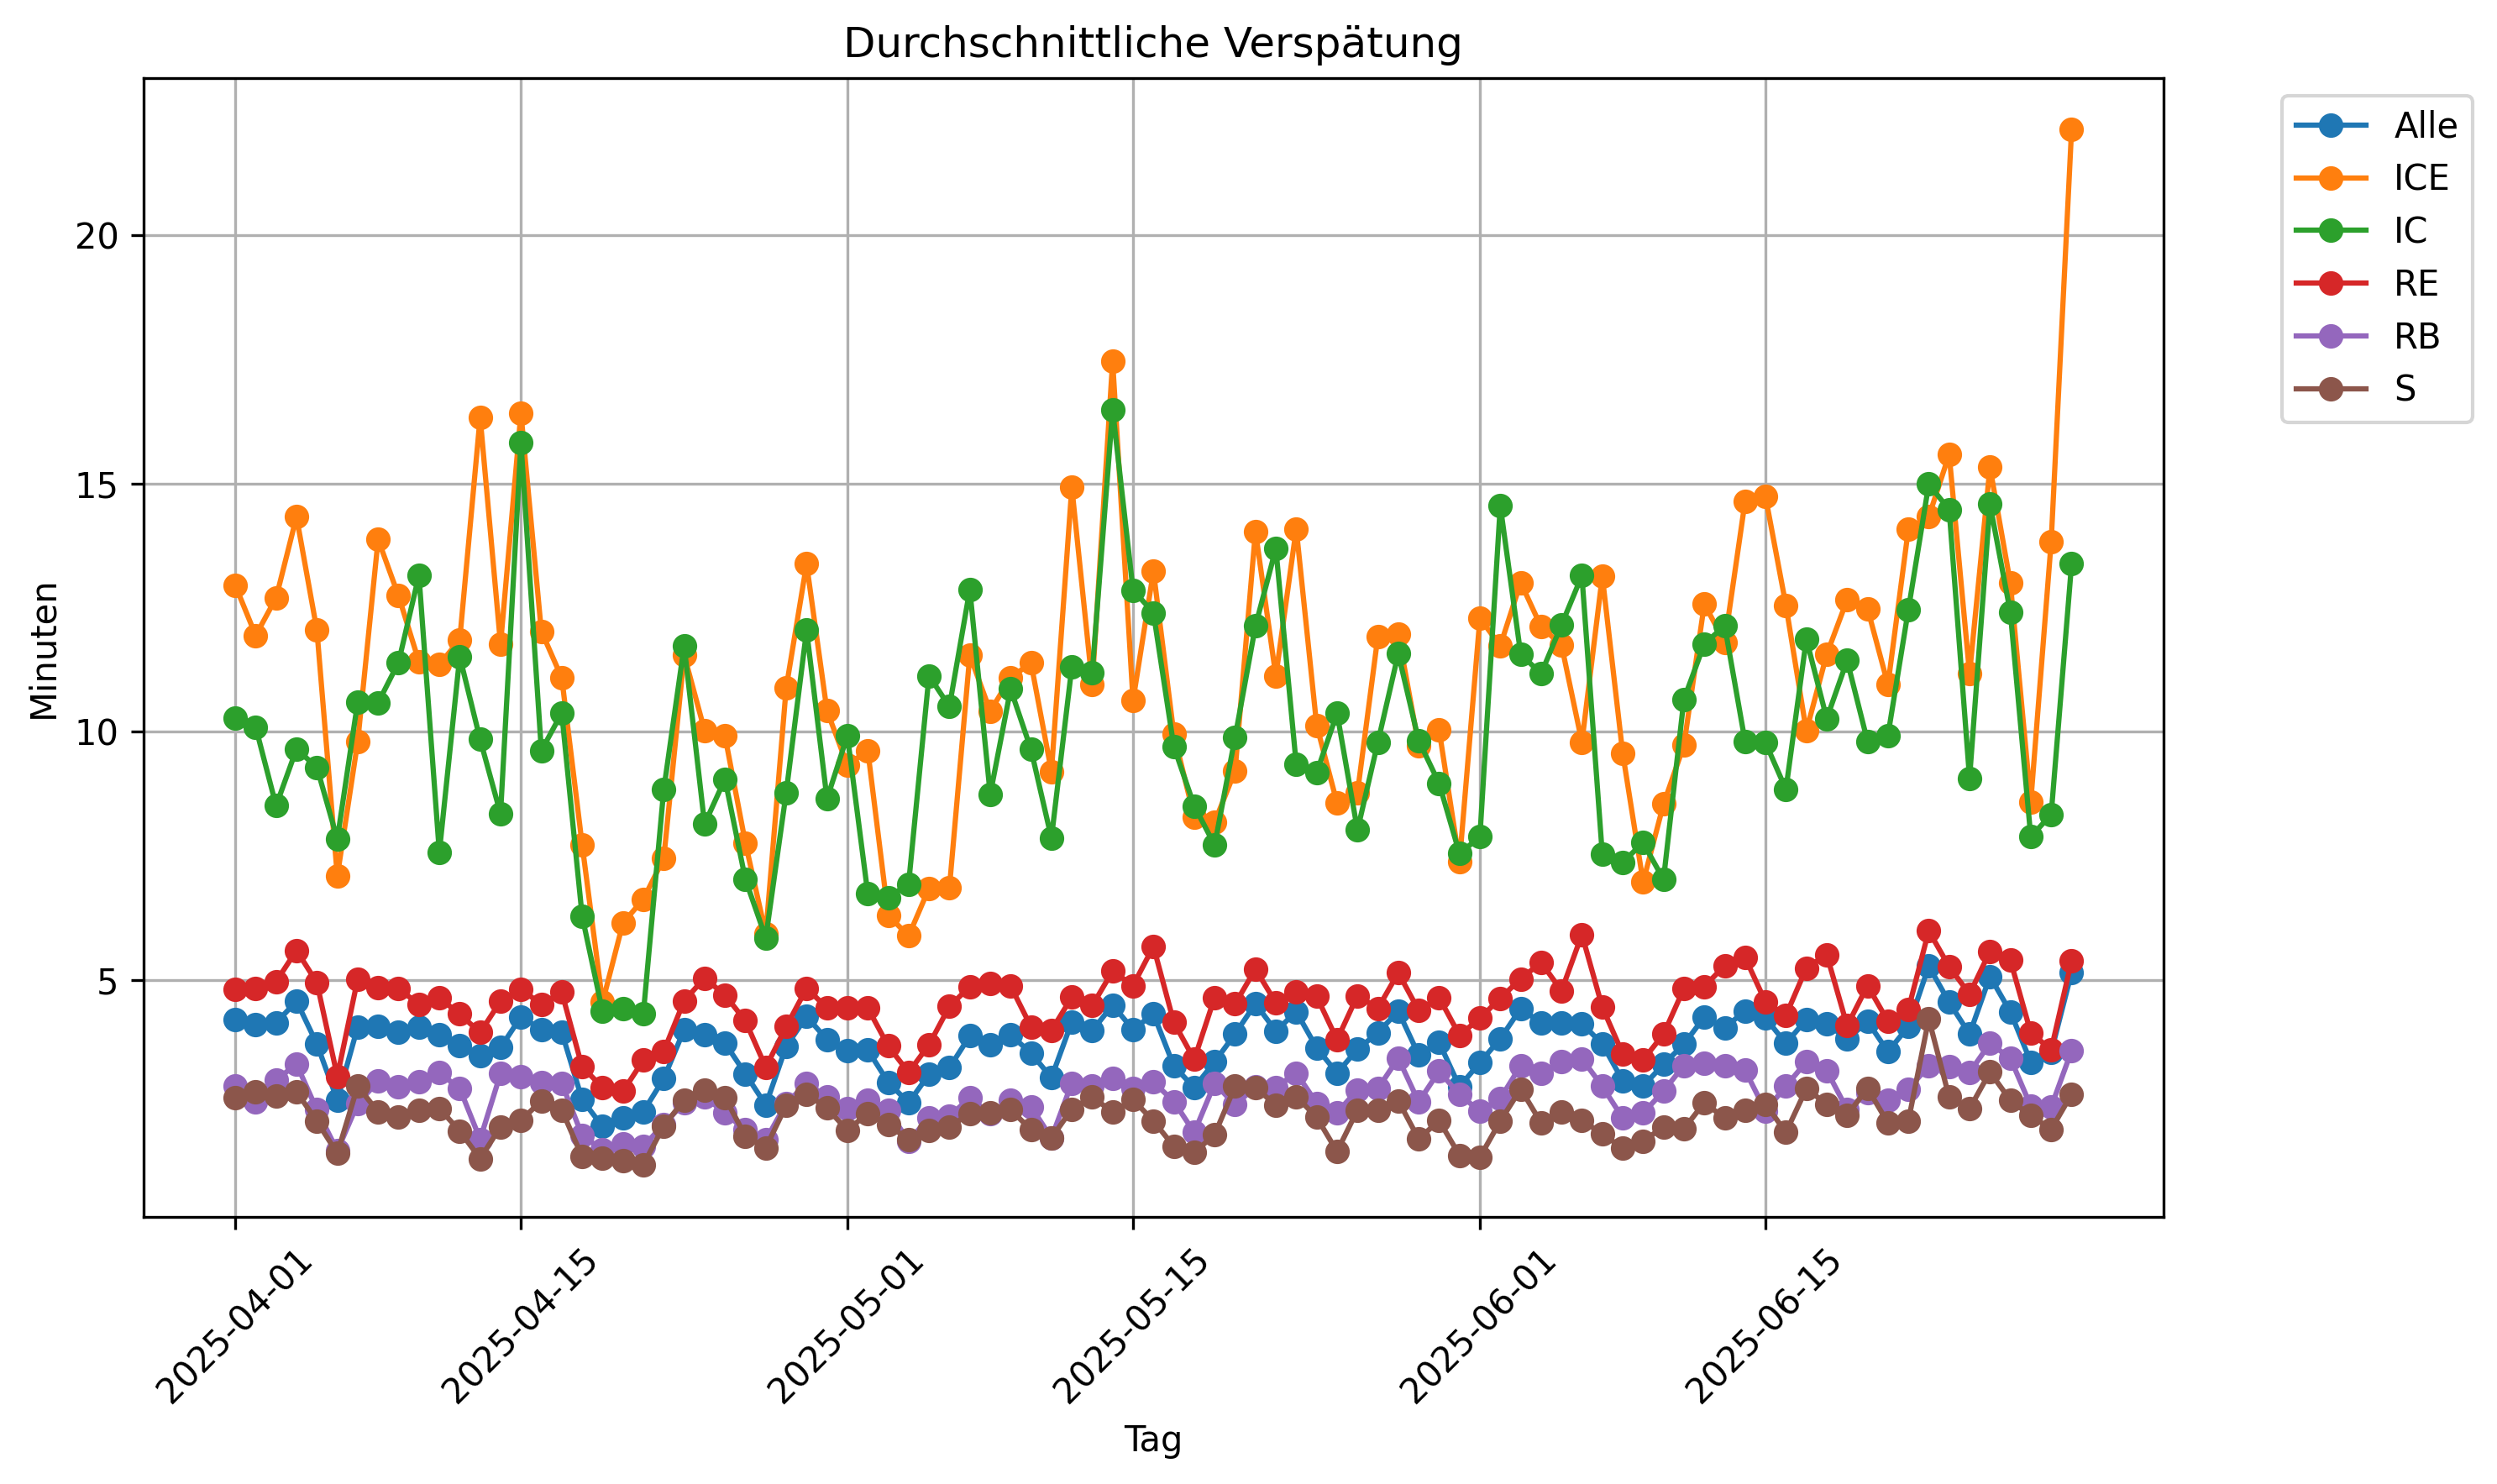 Durchschnittliche Verspätung
Minuten
20
15
10
5
2025-04-01
2025-04-15
2025-05-01
2025-05-15
2025-06-01
2025-06-15
Tag
Alle
ICE
IC
RE
RB
S